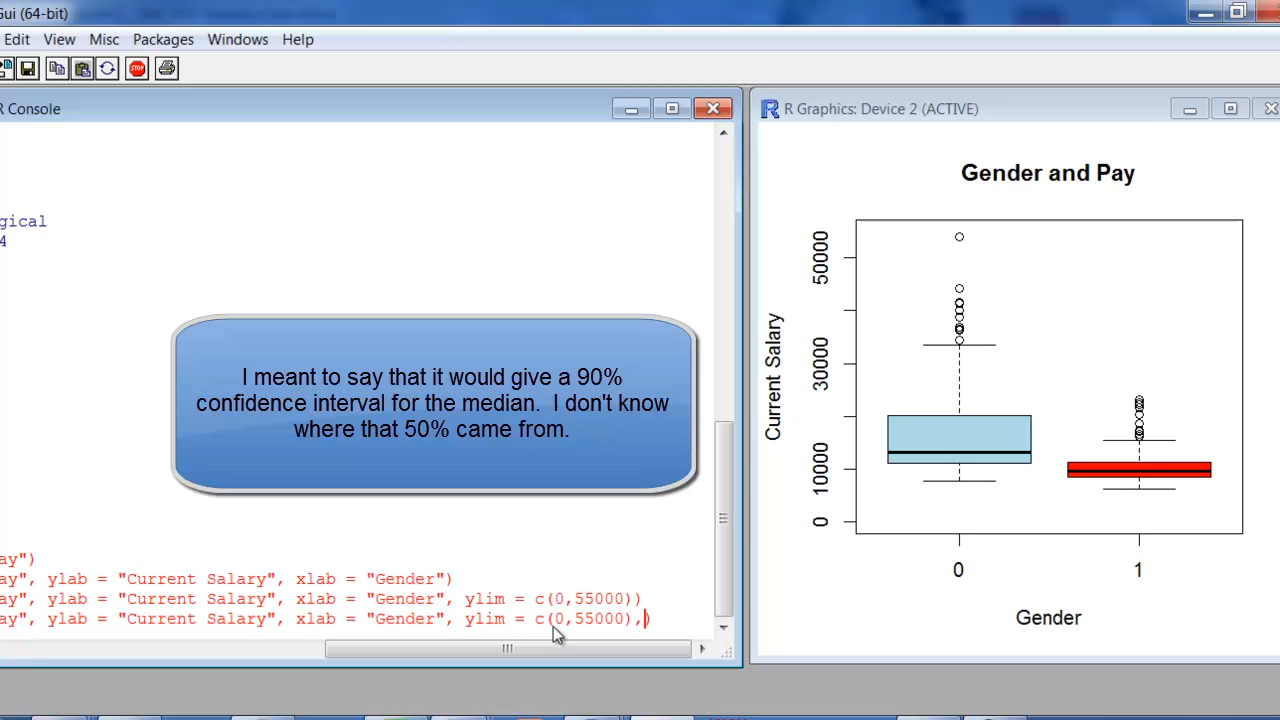 Gui (64-bit)
Edit View Misc Packages Windows Help
STOP
R Console
gical
4
I meant to say that it would give a 90%
confidence interval for the median. I don't know
where that 50% came from.
ay")
ay", ylab = "Current Salary", xlab = "Gender")
ay", ylab = "Current Salary", xlab = "Gender", ylim = c(0,55000))
ay", ylab = "Current Salary", xlab = "Gender", ylim = c(0,55000),)
R R Graphics: Device 2 (ACTIVE)
Gender and Pay
50000
30000
10000
0
Current Salary
0 1
Gender